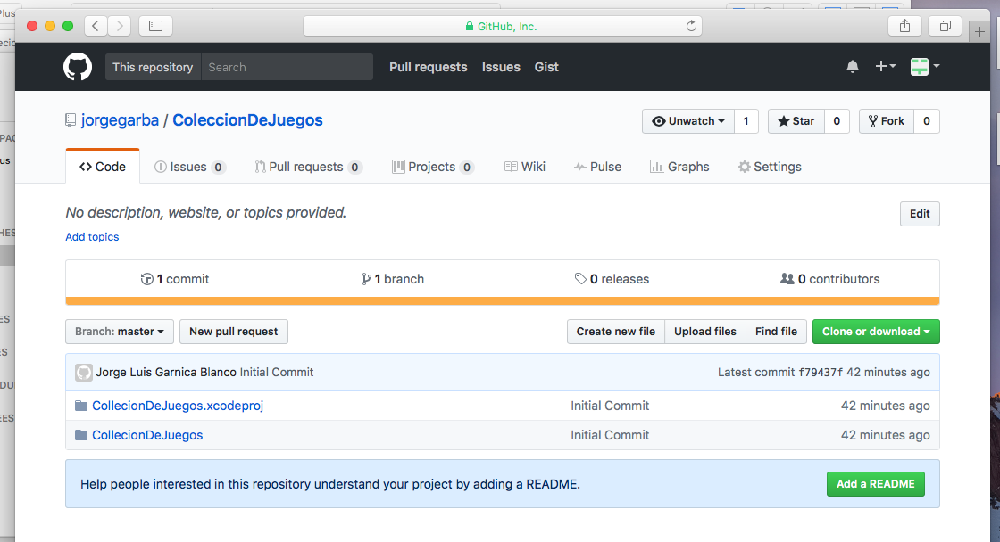 GitHub, Inc.
This repository Search Pull requests Issues Gist
jorgegarba / ColeccionDeJuegos Unwatch 1 Star 0 Fork 0
Code Issues 0 Pull requests 0 Projects 0 Wiki Pulse Graphs Settings
No description, website, or topics provided. Edit
Add topics
1 commit 1 branch 0 releases 0 contributors
Branch: master New pull request Create new file Upload files Find file Clone or download
Jorge Luis Garnica Blanco Initial Commit Latest commit f79437f 42 minutes ago
CollecionDeJuegos.xcodeproj Initial Commit 42 minutes ago
CollecionDeJuegos Initial Commit 42 minutes ago
Help people interested in this repository understand your project by adding a README. Add a README